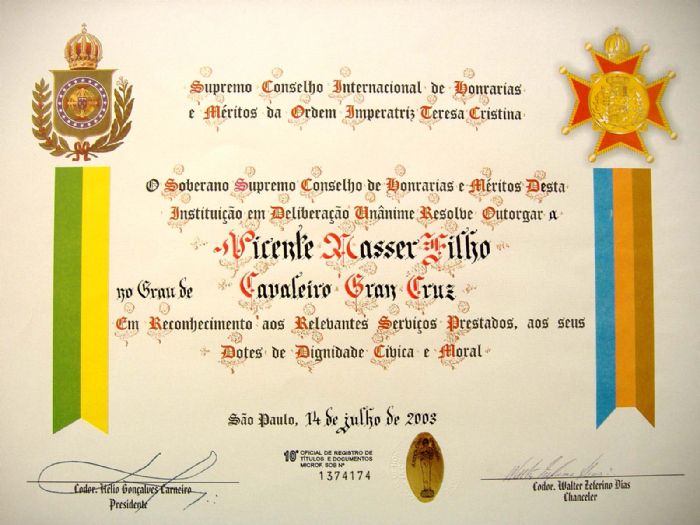 Supremo Conselho Internacional de Honrarias
e Méritos da Ordem Imperatriz Teresa Cristina
O Soberano Supremo Conselho de Honrarias e Méritos Desta
Instituição em Deliberação Unânime Resolve Outorgar a
Vicente Nasser Filho
no Grau de Cavaleiro Gran Cruz
Em Reconhecimento aos Relevantes Serviços Prestados, aos seus
Dotes de Dignidade Cívica e Moral
São Paulo, 14 de julho de 2003
10º OFICIAL DE REGISTRO DE
TÍTULOS E DOCUMENTOS
MICROF. SOB Nº
1374174
Codor. Hélio Gonçalves Carneiro
Presidente
Codor. Walter Zeferino Dias
Chanceler